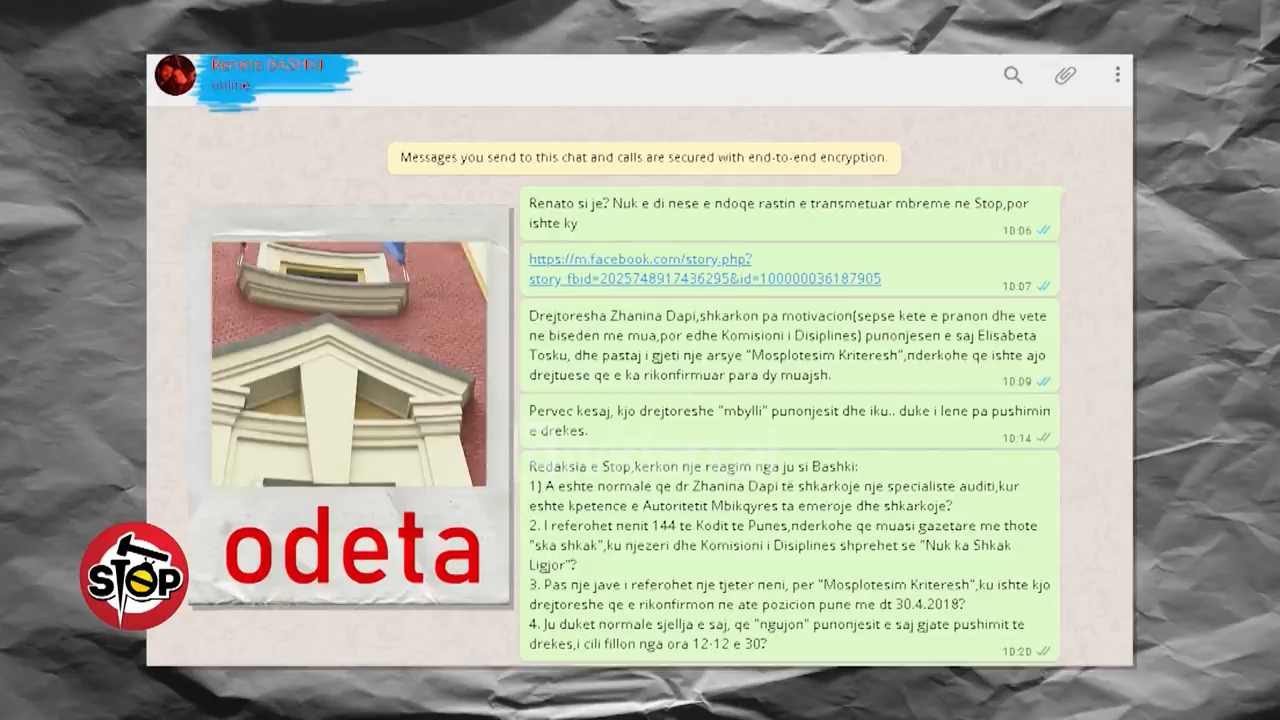 Renato BASHKI
online
Messages you send to this chat and calls are secured with end-to-end encryption.
Renato si je? Nuk e di nese e ndoqe rastin e transmetuar mbreme ne Stop,por
ishte ky
10:06
https://m.facebook.com/story.php?
story_fbid=2025748917436295&id=100000036187905
10:07
Drejtoresha Zhanina Dapi,shkarkon pa motivacion(sepse kete e pranon dhe vete
ne biseden me mua,por edhe Komisioni i Disiplines) punonjesen e saj Elisabeta
Tosku, dhe pastaj i gjeti nje arsye "Mosplotesim Kriteresh",nderkohe qe ishte ajo
drejtuese qe e ka rikonfirmuar para dy muajsh.
10:09
Pervec kesaj, kjo drejtoreshe "mbylli" punonjesit dhe iku.. duke i lene pa pushimin
e drekes.
10:14
Redaksia e Stop,kerkon nje reagim nga ju si Bashki:
1) A eshte normale qe dr Zhanina Dapi të shkarkoje nje specialiste auditi,kur
eshte kpetence e Autoritetit Mbikqyres ta emeroje dhe shkarkoje?
2. I referohet nenit 144 te Kodit te Punes,nderkohe qe muasi gazetare me thote
"ska shkak",ku njezeri dhe Komisioni i Disiplines shprehet se "Nuk ka Shkak
Ligjor"?
3. Pas nje jave i referohet nje tjeter neni, per "Mosplotesim Kriteresh",ku ishte kjo
drejtoreshe qe e rikonfirmon ne ate pozicion pune me dt 30.4.2018?
4. Ju duket normale sjellja e saj, qe "ngujon" punonjesit e saj gjate pushimit te
drekes,i cili fillon nga ora 12-12 e 30?
10:20
odeta
STOP